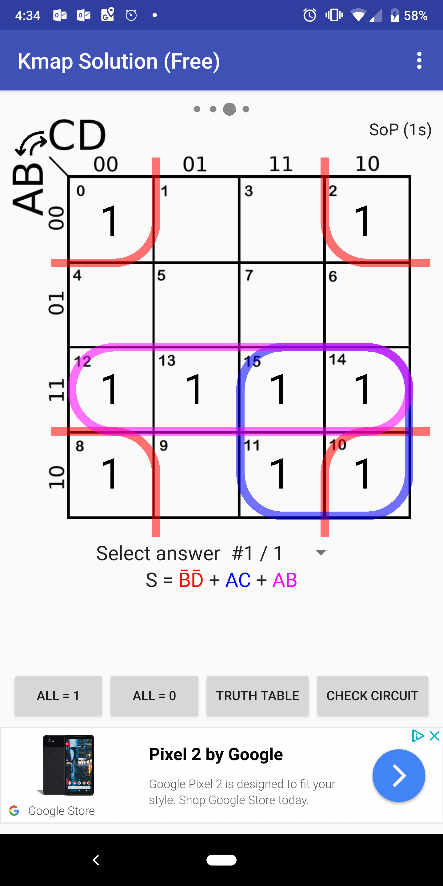 4:34
58%
Kmap Solution (Free)
SoP (1s)
CD
AB
00 01 11 10
00
0 1 1 3 2 1
01
4 5 7 6
11
12 1 13 1 15 1 14 1
10
8 1 9 11 1 10 1
Select answer #1 / 1
S = B̄D̄ + AC + AB
ALL = 1
ALL = 0
TRUTH TABLE
CHECK CIRCUIT
Pixel 2 by Google
Google Pixel 2 is designed to fit your
style. Shop Google Store today.
G Google Store